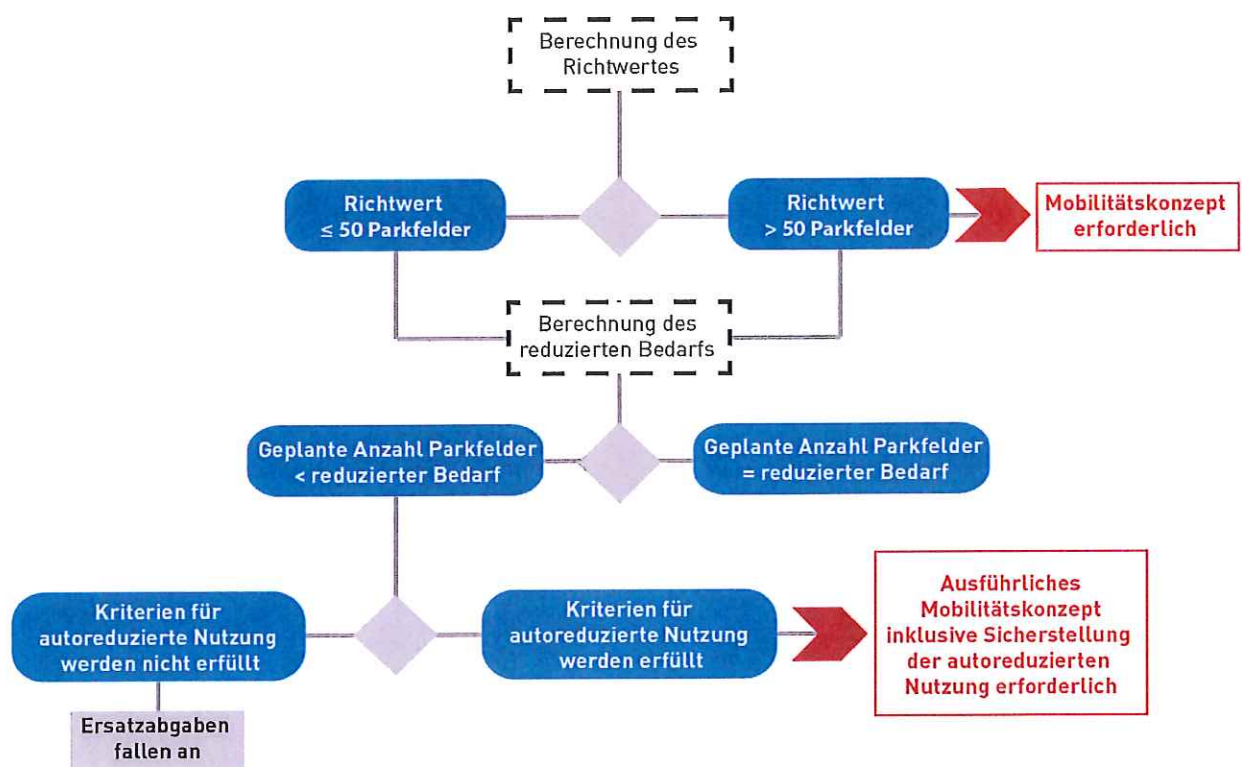 Berechnung des
Richtwertes
Richtwert
≤ 50 Parkfelder
Richtwert
> 50 Parkfelder
Mobilitätskonzept
erforderlich
Berechnung des
reduzierten Bedarfs
Geplante Anzahl Parkfelder
< reduzierter Bedarf
Geplante Anzahl Parkfelder
= reduzierter Bedarf
Kriterien für
autoreduzierte Nutzung
werden nicht erfüllt
Kriterien für
autoreduzierte Nutzung
werden erfüllt
Ausführliches
Mobilitätskonzept
inklusive Sicherstellung
der autoreduzierten
Nutzung erforderlich
Ersatzabgaben
fallen an